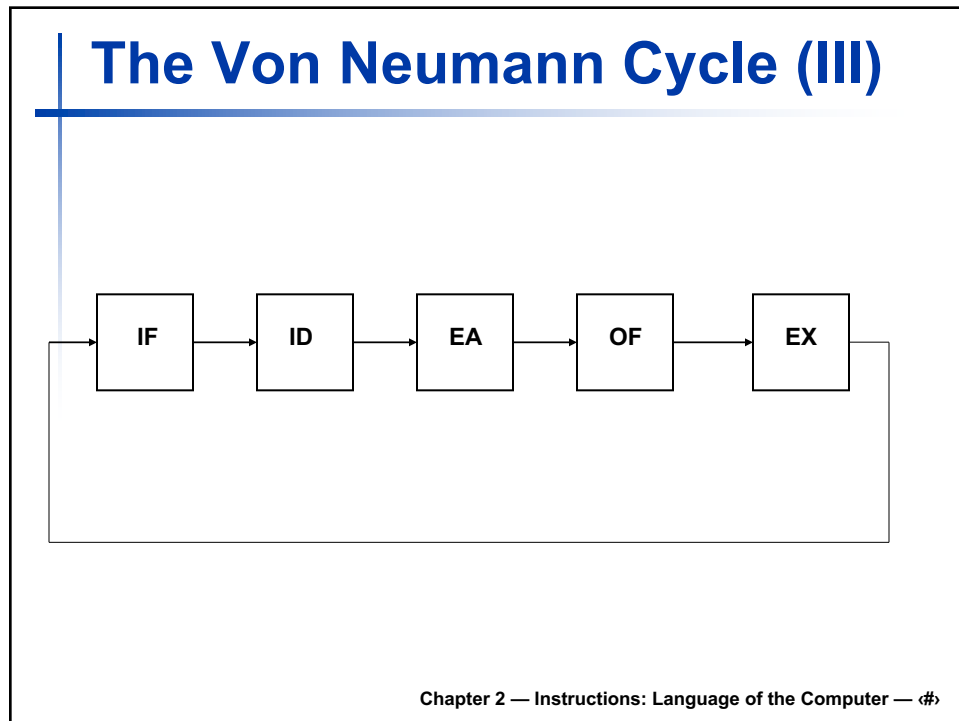 The Von Neumann Cycle (III)
IF ID EA OF EX
Chapter 2 — Instructions: Language of the Computer — ‹#›